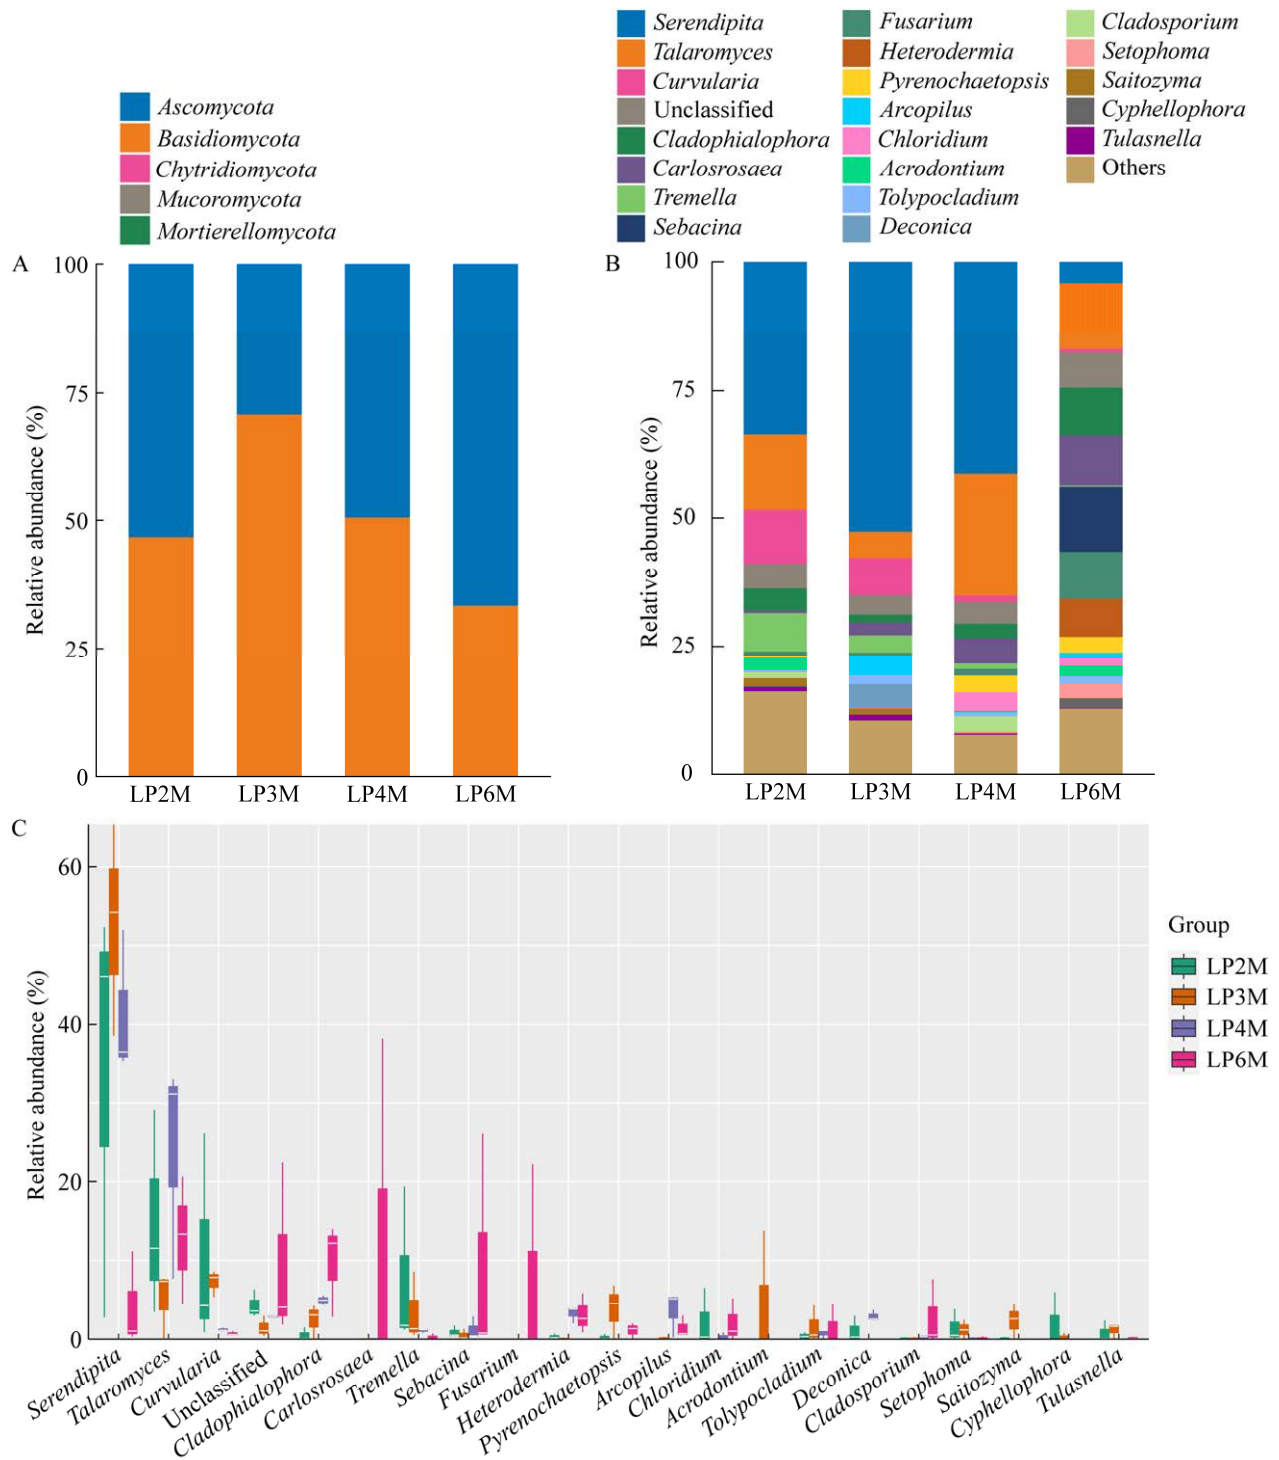 Ascomycota
Basidiomycota
Chytridiomycota
Mucoromycota
Mortierellomycota
Serendipita
Talaromyces
Curvularia
Unclassified
Cladophialophora
Carlosrosaea
Tremella
Sebacina
Fusarium
Heterodermia
Pyrenochaetopsis
Arcopilus
Chloridium
Acrodontium
Tolypocladium
Deconica
Cladosporium
Setophoma
Saitozyma
Cyphellophora
Tulasnella
Others
A
Relative abundance (%)
100
75
50
25
0
LP2M LP3M LP4M LP6M
B
Relative abundance (%)
100
75
50
25
0
LP2M LP3M LP4M LP6M
C
Relative abundance (%)
60
40
20
0
Serendipita
Talaromyces
Curvularia
Unclassified
Cladophialophora
Carlosrosaea
Tremella
Sebacina
Fusarium
Heterodermia
Pyrenochaetopsis
Arcopilus
Chloridium
Acrodontium
Tolypocladium
Deconica
Cladosporium
Setophoma
Saitozyma
Cyphellophora
Tulasnella
Group
LP2M
LP3M
LP4M
LP6M